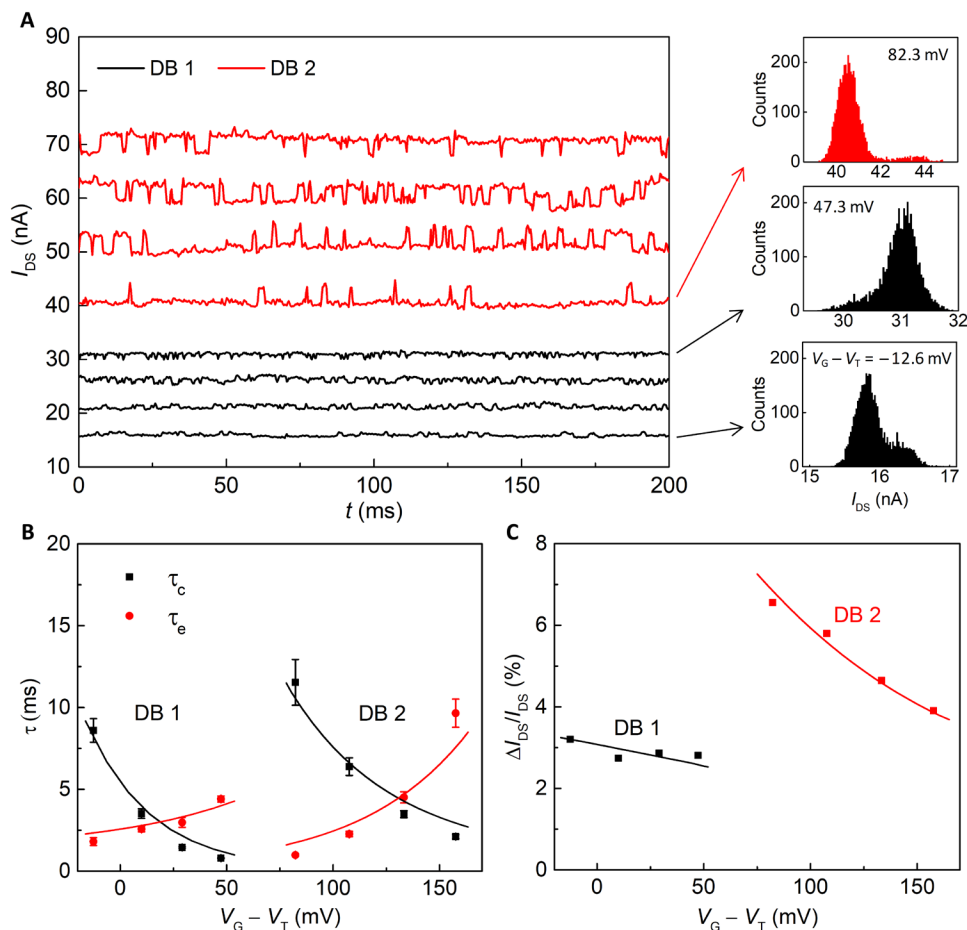 A
DB 1
DB 2
90
80
70
60
50
40
30
20
10
I_DS (nA)
0
50
100
150
200
t (ms)
82.3 mV
200
100
0
Counts
40
42
44
47.3 mV
200
100
0
Counts
30
31
32
V_G − V_T = −12.6 mV
200
100
0
Counts
15
16
17
I_DS (nA)
B
20
15
10
5
0
τ (ms)
τ_c
τ_e
DB 1
DB 2
0
50
100
150
V_G − V_T (mV)
C
8
6
4
2
0
ΔI_DS/I_DS (%)
DB 1
DB 2
0
50
100
150
V_G − V_T (mV)